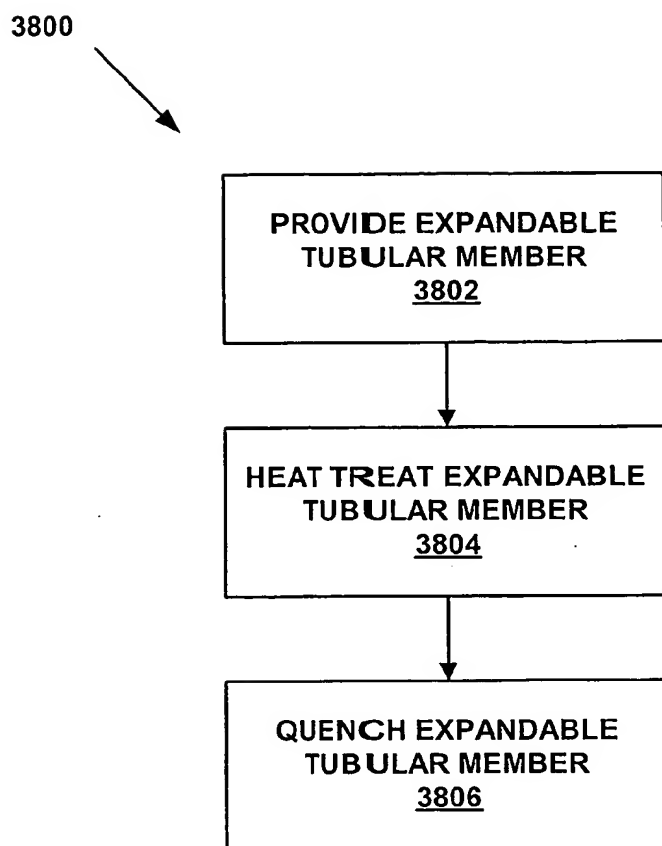 3800
PROVIDE EXPANDABLE
TUBULAR MEMBER
3802
HEAT TREAT EXPANDABLE
TUBULAR MEMBER
3804
QUENCH EXPANDABLE
TUBULAR MEMBER
3806